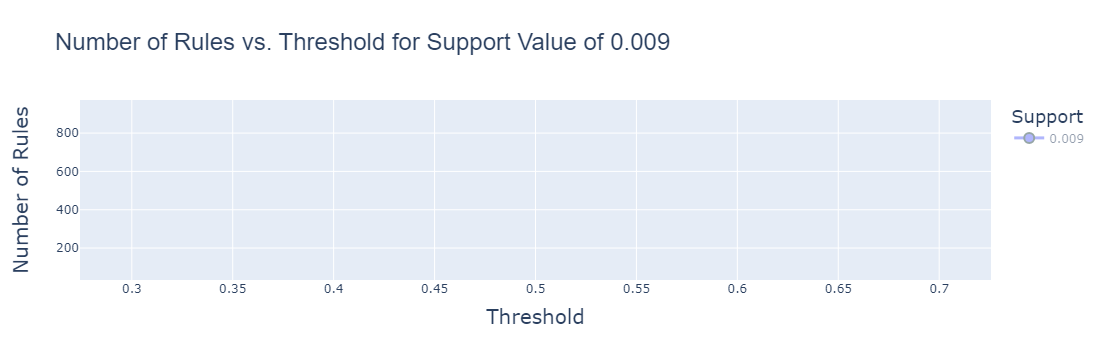 Number of Rules vs. Threshold for Support Value of 0.009
Number of Rules
800
600
400
200
0.3 0.35 0.4 0.45 0.5 0.55 0.6 0.65 0.7
Threshold
Support
0.009